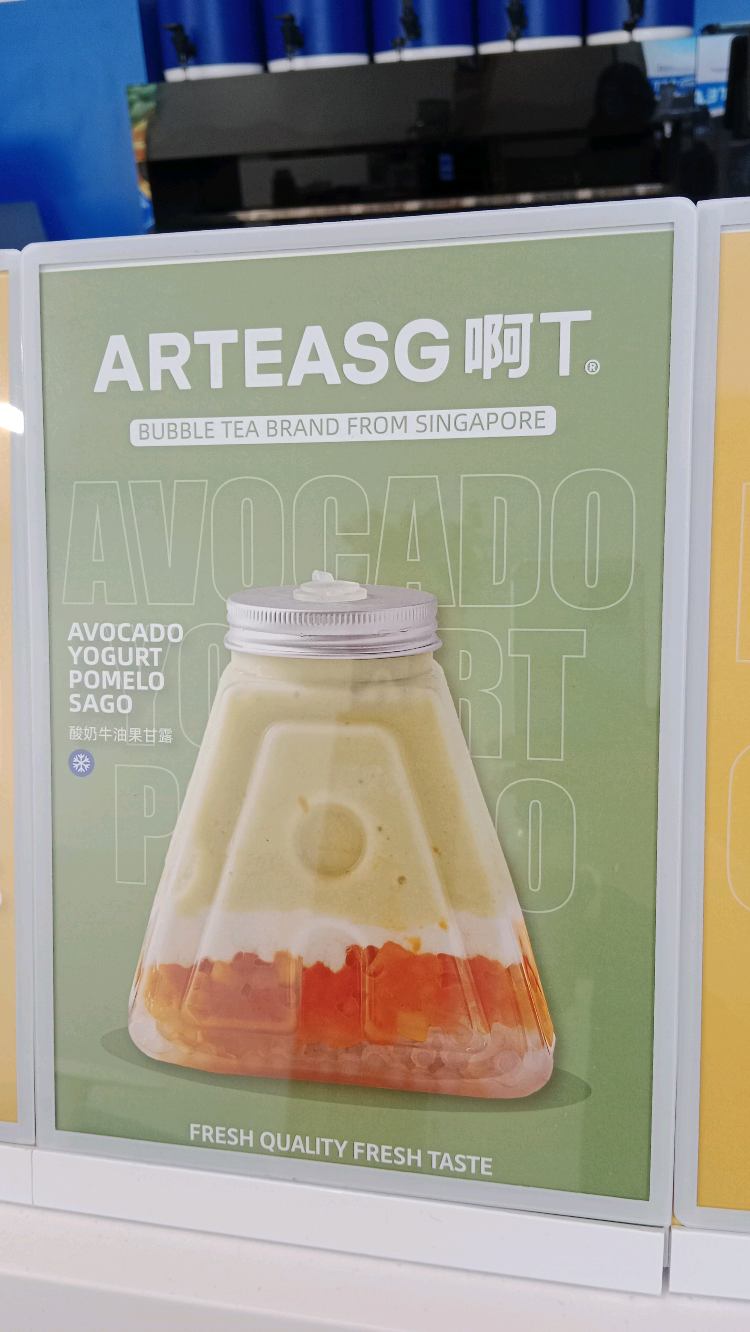 ARTEASG 啊T®
BUBBLE TEA BRAND FROM SINGAPORE
AVOCADO
AVOCADO
YOGURT
POMELO
SAGO
酸奶牛油果甘露
FRESH QUALITY FRESH TASTE